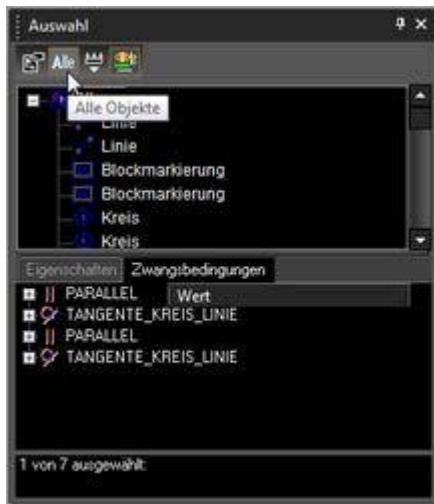 Auswahl
Alle
Alle Objekte
Linie
Linie
Blockmarkierung
Blockmarkierung
Kreis
Kreis
Eigenschaften Zwangsbedingungen
PARALLEL Wert
TANGENTE_KREIS_LINIE
PARALLEL
TANGENTE_KREIS_LINIE
1 von 7 ausgewählt